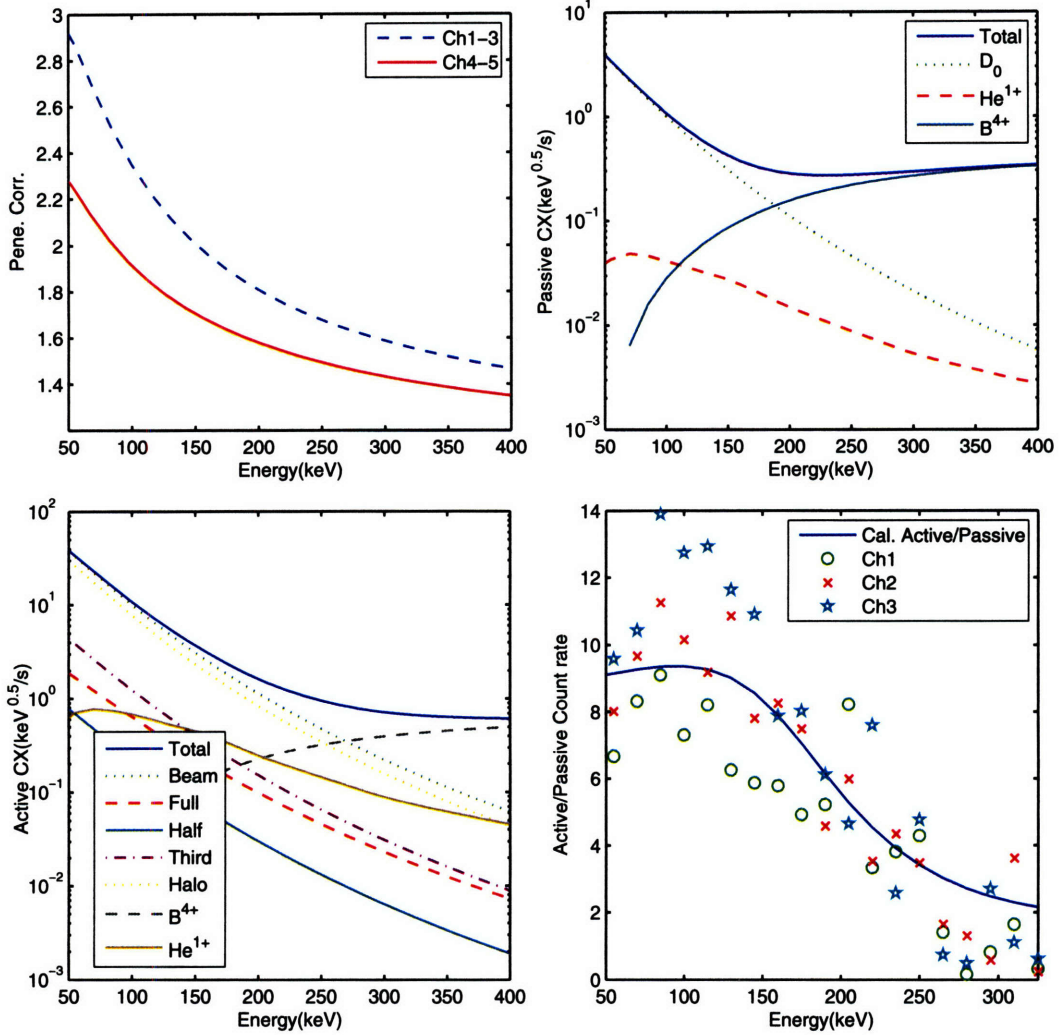 3
2.8
2.6
2.4
2.2
2
1.8
1.6
1.4
50 100 150 200 250 300 350 400
Energy(keV)
Pene. Corr.
Ch1-3
Ch4-5
10^1
10^0
10^-1
10^-2
10^-3
50 100 150 200 250 300 350 400
Energy(keV)
Passive CX(keV^0.5/s)
Total
D_0
He^1+
B^4+
10^2
10^1
10^0
10^-1
10^-2
10^-3
50 100 150 200 250 300 350 400
Energy(keV)
Active CX(keV^0.5/s)
Total
Beam
Full
Half
Third
Halo
B^4+
He^1+
14
12
10
8
6
4
2
0
50 100 150 200 250 300
Energy(keV)
Active/Passive Count rate
Cal. Active/Passive
Ch1
Ch2
Ch3